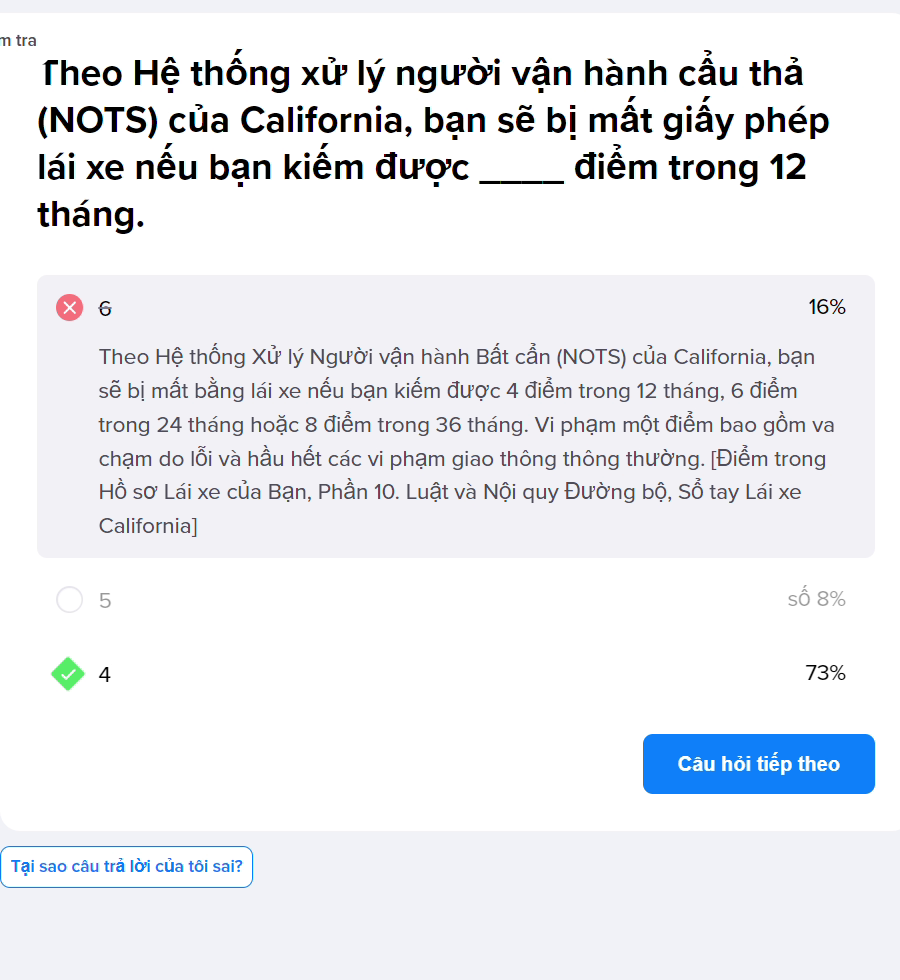 m tra
Theo Hệ thống xử lý người vận hành cẩu thả
(NOTS) của California, bạn sẽ bị mất giấy phép
lái xe nếu bạn kiếm được ____ điểm trong 12
tháng.
6 16%
Theo Hệ thống Xử lý Người vận hành Bất cẩn (NOTS) của California, bạn
sẽ bị mất bằng lái xe nếu bạn kiếm được 4 điểm trong 12 tháng, 6 điểm
trong 24 tháng hoặc 8 điểm trong 36 tháng. Vi phạm một điểm bao gồm va
chạm do lỗi và hầu hết các vi phạm giao thông thông thường. [Điểm trong
Hồ sơ Lái xe của Bạn, Phần 10. Luật và Nội quy Đường bộ, Sổ tay Lái xe
California]
5 số 8%
4 73%
Câu hỏi tiếp theo
Tại sao câu trả lời của tôi sai?